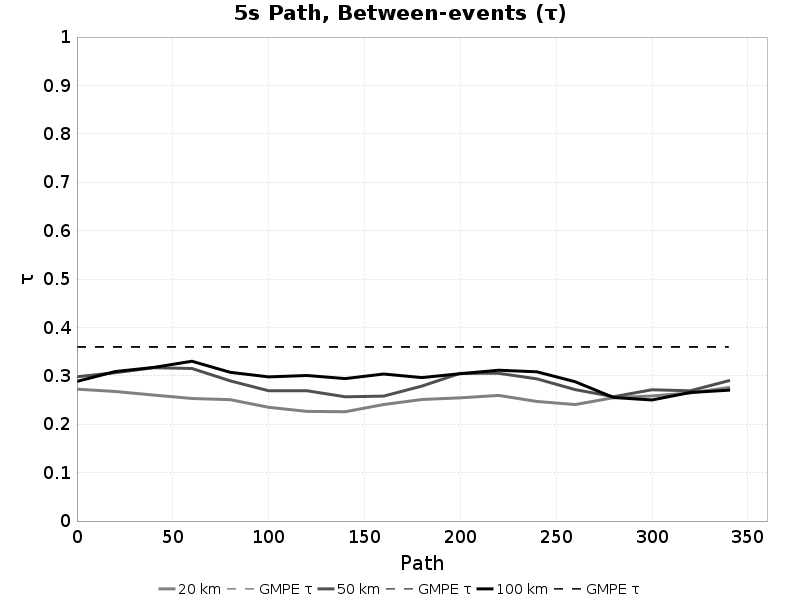 5s Path, Between-events (τ)
1
0.9
0.8
0.7
0.6
0.5
0.4
0.3
0.2
0.1
0
τ
0 50 100 150 200 250 300 350
Path
20 km GMPE τ 50 km GMPE τ 100 km GMPE τ